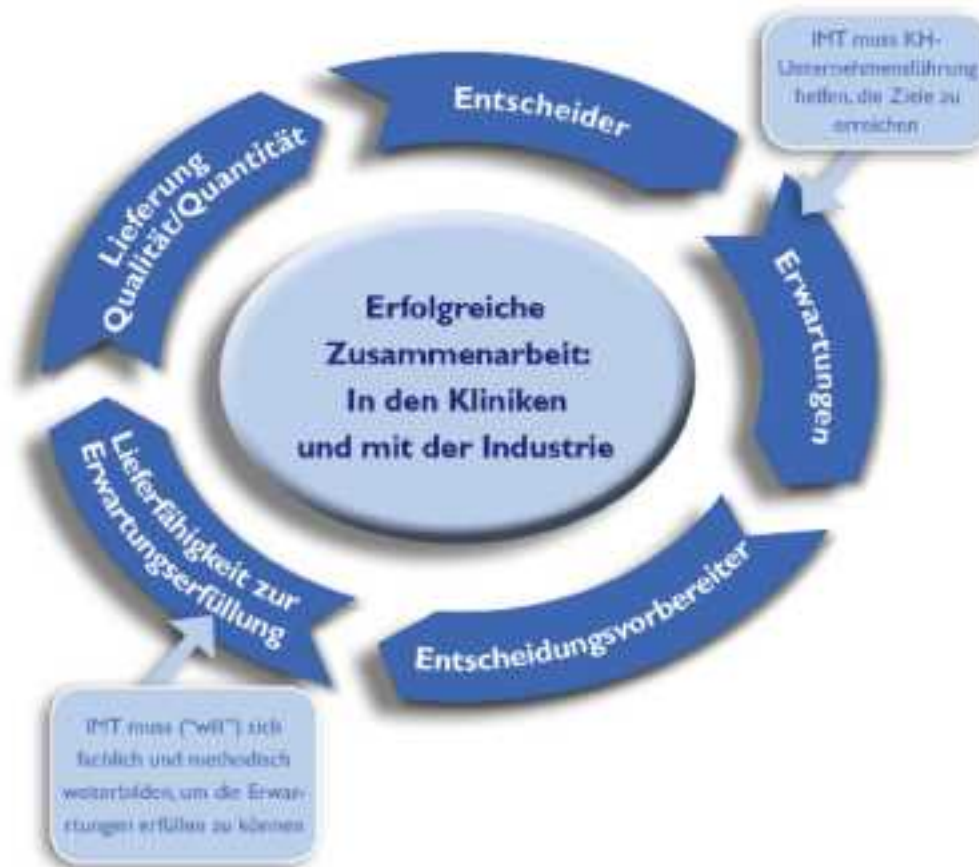 Entscheider
IMT muss KH-
Unternehmensführung
helfen, die Ziele zu
erreichen
Erwartungen
Entscheidungsvorbereiter
Lieferfähigkeit zur
Erwartungserfüllung
IMT muss ("will") sich
fachlich und methodisch
weiterbilden, um die Erwar-
rtungen erfüllen zu können
Lieferung
Qualität/Quantität
Erfolgreiche
Zusammenarbeit:
In den Kliniken
und mit der Industrie